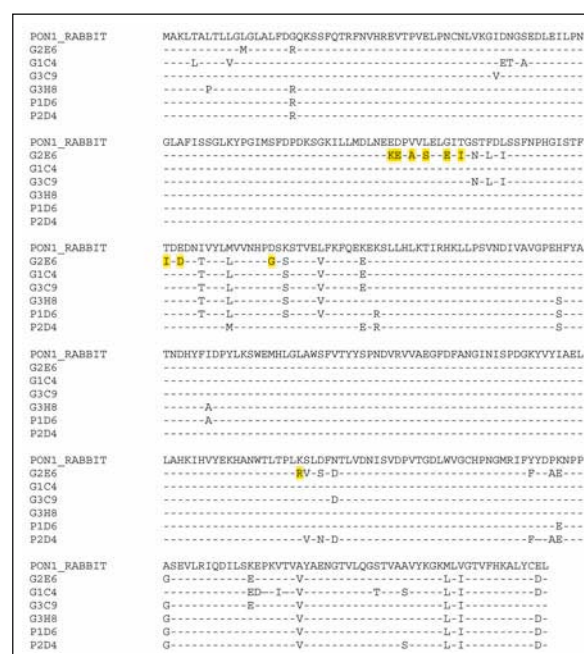 PON1_RABBIT MAKLTALTLLGLGLALFDGQKSSFQTRFNVHREVTPVELPNCNLVKGIDNGSEDLEILPN
G2E6 -----------M------R-----------------------------------------
G1C4 ----L----V--------------------------------------ET-A--------
G3C9 -----------------------------------------------V------------
G3H8 ------P-----------R-----------------------------------------
P1D6 ------------------R-----------------------------------------
P2D4 ------------------R-----------------------------------------
PON1_RABBIT GLAFISSGLKYPGIMSFDPDKSGKILLMDLNEEDPVVLELGITGSTFDLSSFNPHGISTF
G2E6 --------------------------------KE-A-S--E-I-N-L-I-----------
G1C4 ------------------------------------------------------------
G3C9 --------------------------------------------N-L-I-----------
G3H8 ------------------------------------------------------------
P1D6 ------------------------------------------------------------
P2D4 ------------------------------------------------------------
PON1_RABBIT TDEDNIVYLMVVNHPDSKSTVELFKFQEKEKSLLHLKTIRHKLLPSVNDIVAVGPEHFYA
G2E6 I-D--T---L-----G-S----V-----E-------------------------------
G1C4 -----T---L-------S----V-----E-------------------------------
G3C9 -----T---L-------S----V-----E-------------------------------
G3H8 -----T---L-------S----V---------------------------------S---
P1D6 -----T---L-------S----V-------R-------------------------S---
P2D4 ---------M------------------E-R-------------------------S---
PON1_RABBIT TNDHYFIDPYLKSWEMHLGLAWSFVTYYSPNDVRVVAEGFDFANGINISPDGKYVYIAEL
G2E6 ------------------------------------------------------------
G1C4 ------------------------------------------------------------
G3C9 ------------------------------------------------------------
G3H8 ------A-----------------------------------------------------
P1D6 ------A-----------------------------------------------------
P2D4 ------------------------------------------------------------
PON1_RABBIT LAHKIHVYEKHANWTLTPLKSLDFNTLVDNISVDPVTGDLWVGCHPNGMRIFYYDPKNPP
G2E6 -------------------RV-S-D---------------------------F--AE---
G1C4 ------------------------------------------------------------
G3C9 ------------------------D-----------------------------------
G3H8 ------------------------------------------------------------
P1D6 --------------------------------------------------------E---
P2D4 --------------------V-N-D---------------------------F--AE---
PON1_RABBIT ASEVLRIQDILSKEPKVTVAYAENGTVLQGSTVAAVYKGKMLVGTVFHKALYCEL
G2E6 G-----------E------V--------------------L-I----------D-
G1C4 ------------ED--I--V----------T---S-----L-I------------
G3C9 G-----------E------V--------------------L-I------------
G3H8 G------------------V--------------------L-I----------D-
P1D6 G------------------V--------------------L-I----------D-
P2D4 G------------------V--------------S-----L-I----------D-